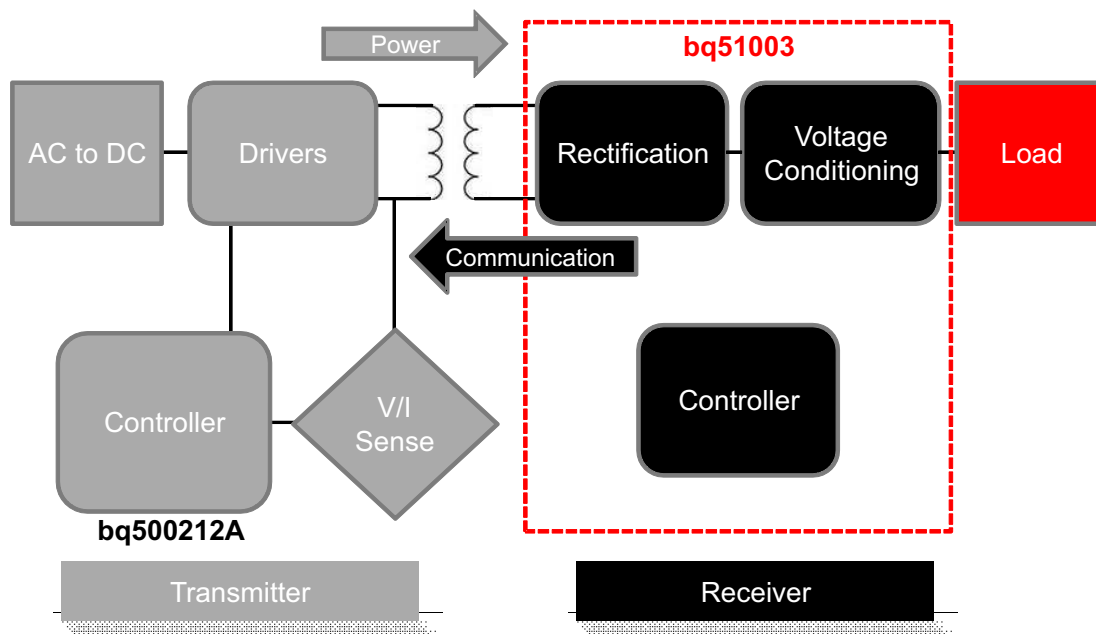 Power
bq51003
AC to DC
Drivers
Rectification
Voltage
Conditioning
Load
Communication
Controller
V/I
Sense
Controller
bq500212A
Transmitter
Receiver